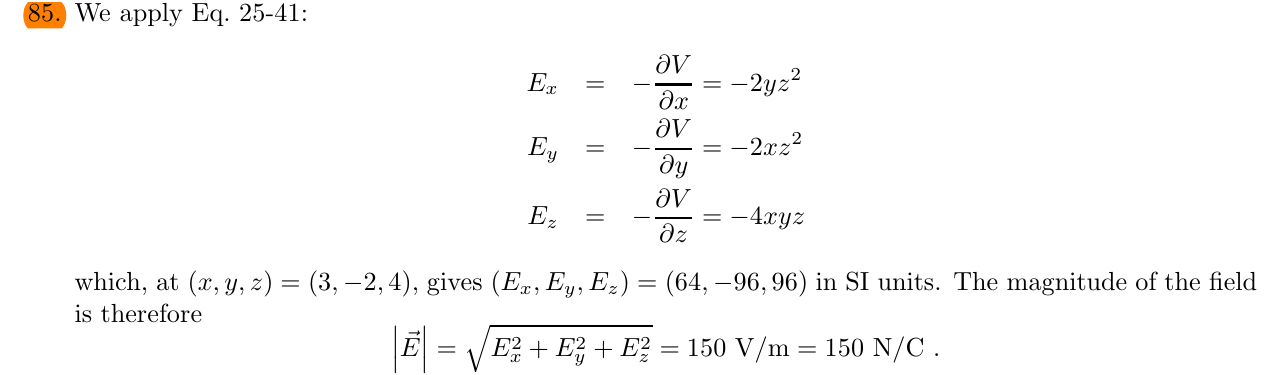 85. We apply Eq. 25-41:
E_x = −∂V/∂x = −2yz²
E_y = −∂V/∂y = −2xz²
E_z = −∂V/∂z = −4xyz
which, at (x, y, z) = (3, −2, 4), gives (E_x, E_y, E_z) = (64, −96, 96) in SI units. The magnitude of the field
is therefore
|E⃗| = √(E_x² + E_y² + E_z²) = 150 V/m = 150 N/C .